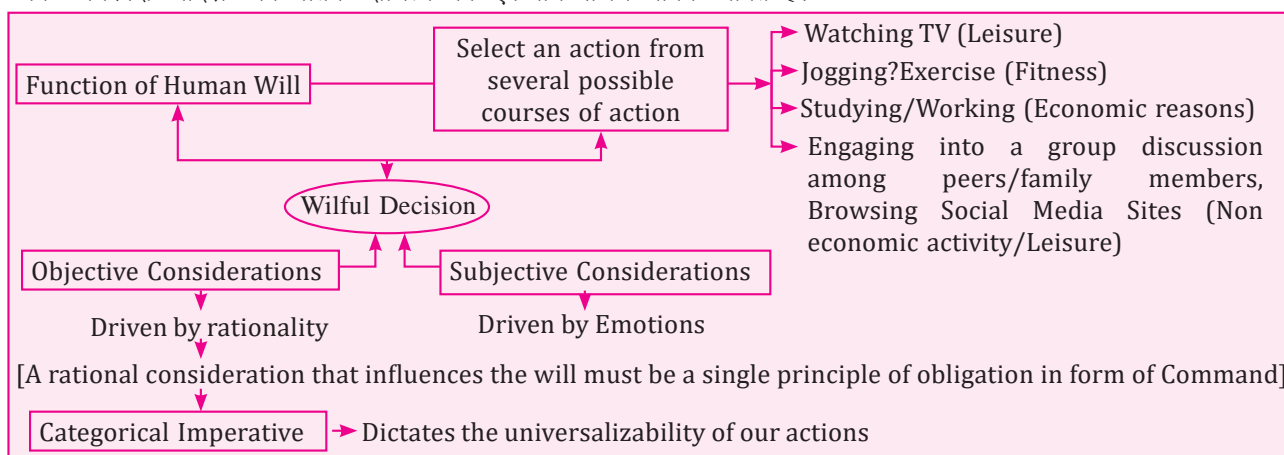 Select an action from
several possible
courses of action
Function of Human Will
Watching TV (Leisure)
Jogging?Exercise (Fitness)
Studying/Working (Economic reasons)
Engaging into a group discussion
among peers/family members,
Browsing Social Media Sites (Non
economic activity/Leisure)
Wilful Decision
Objective Considerations
Subjective Considerations
Driven by rationality
Driven by Emotions
[A rational consideration that influences the will must be a single principle of obligation in form of Command]
Categorical Imperative
Dictates the universalizability of our actions